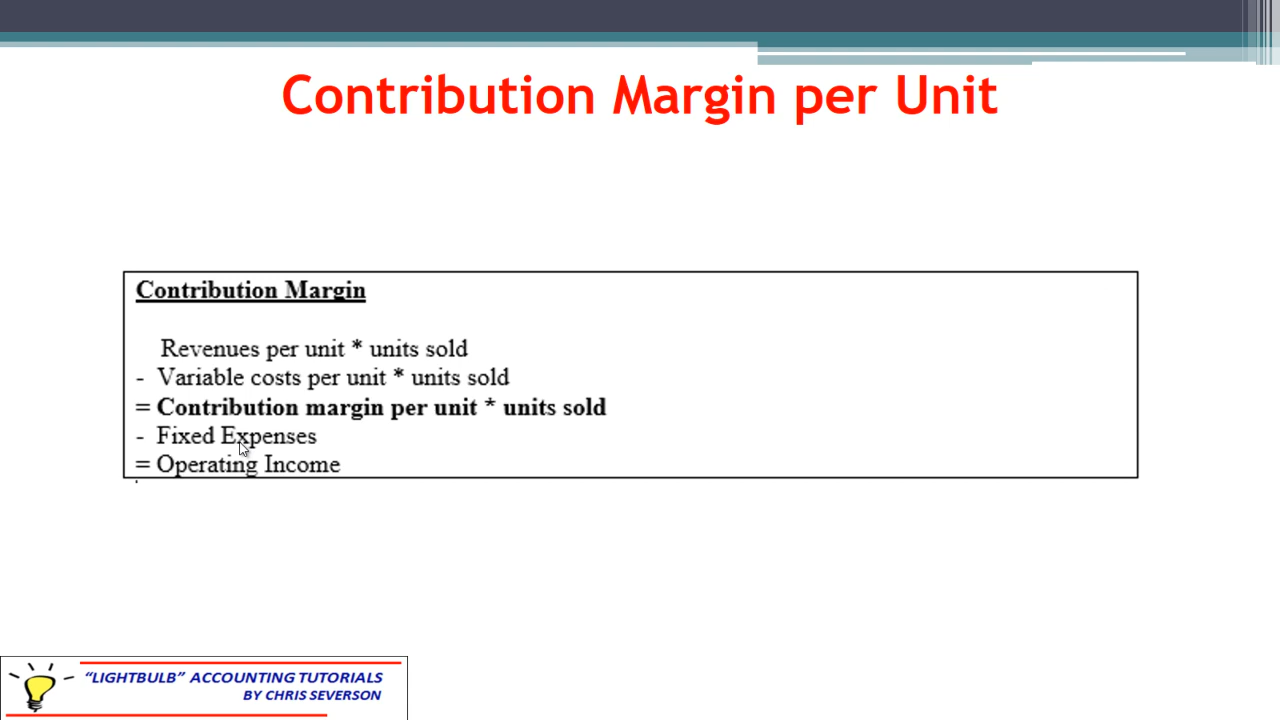 Contribution Margin per Unit
Contribution Margin
Revenues per unit * units sold
- Variable costs per unit * units sold
= Contribution margin per unit * units sold
- Fixed Expenses
= Operating Income
“LIGHTBULB” ACCOUNTING TUTORIALS
BY CHRIS SEVERSON